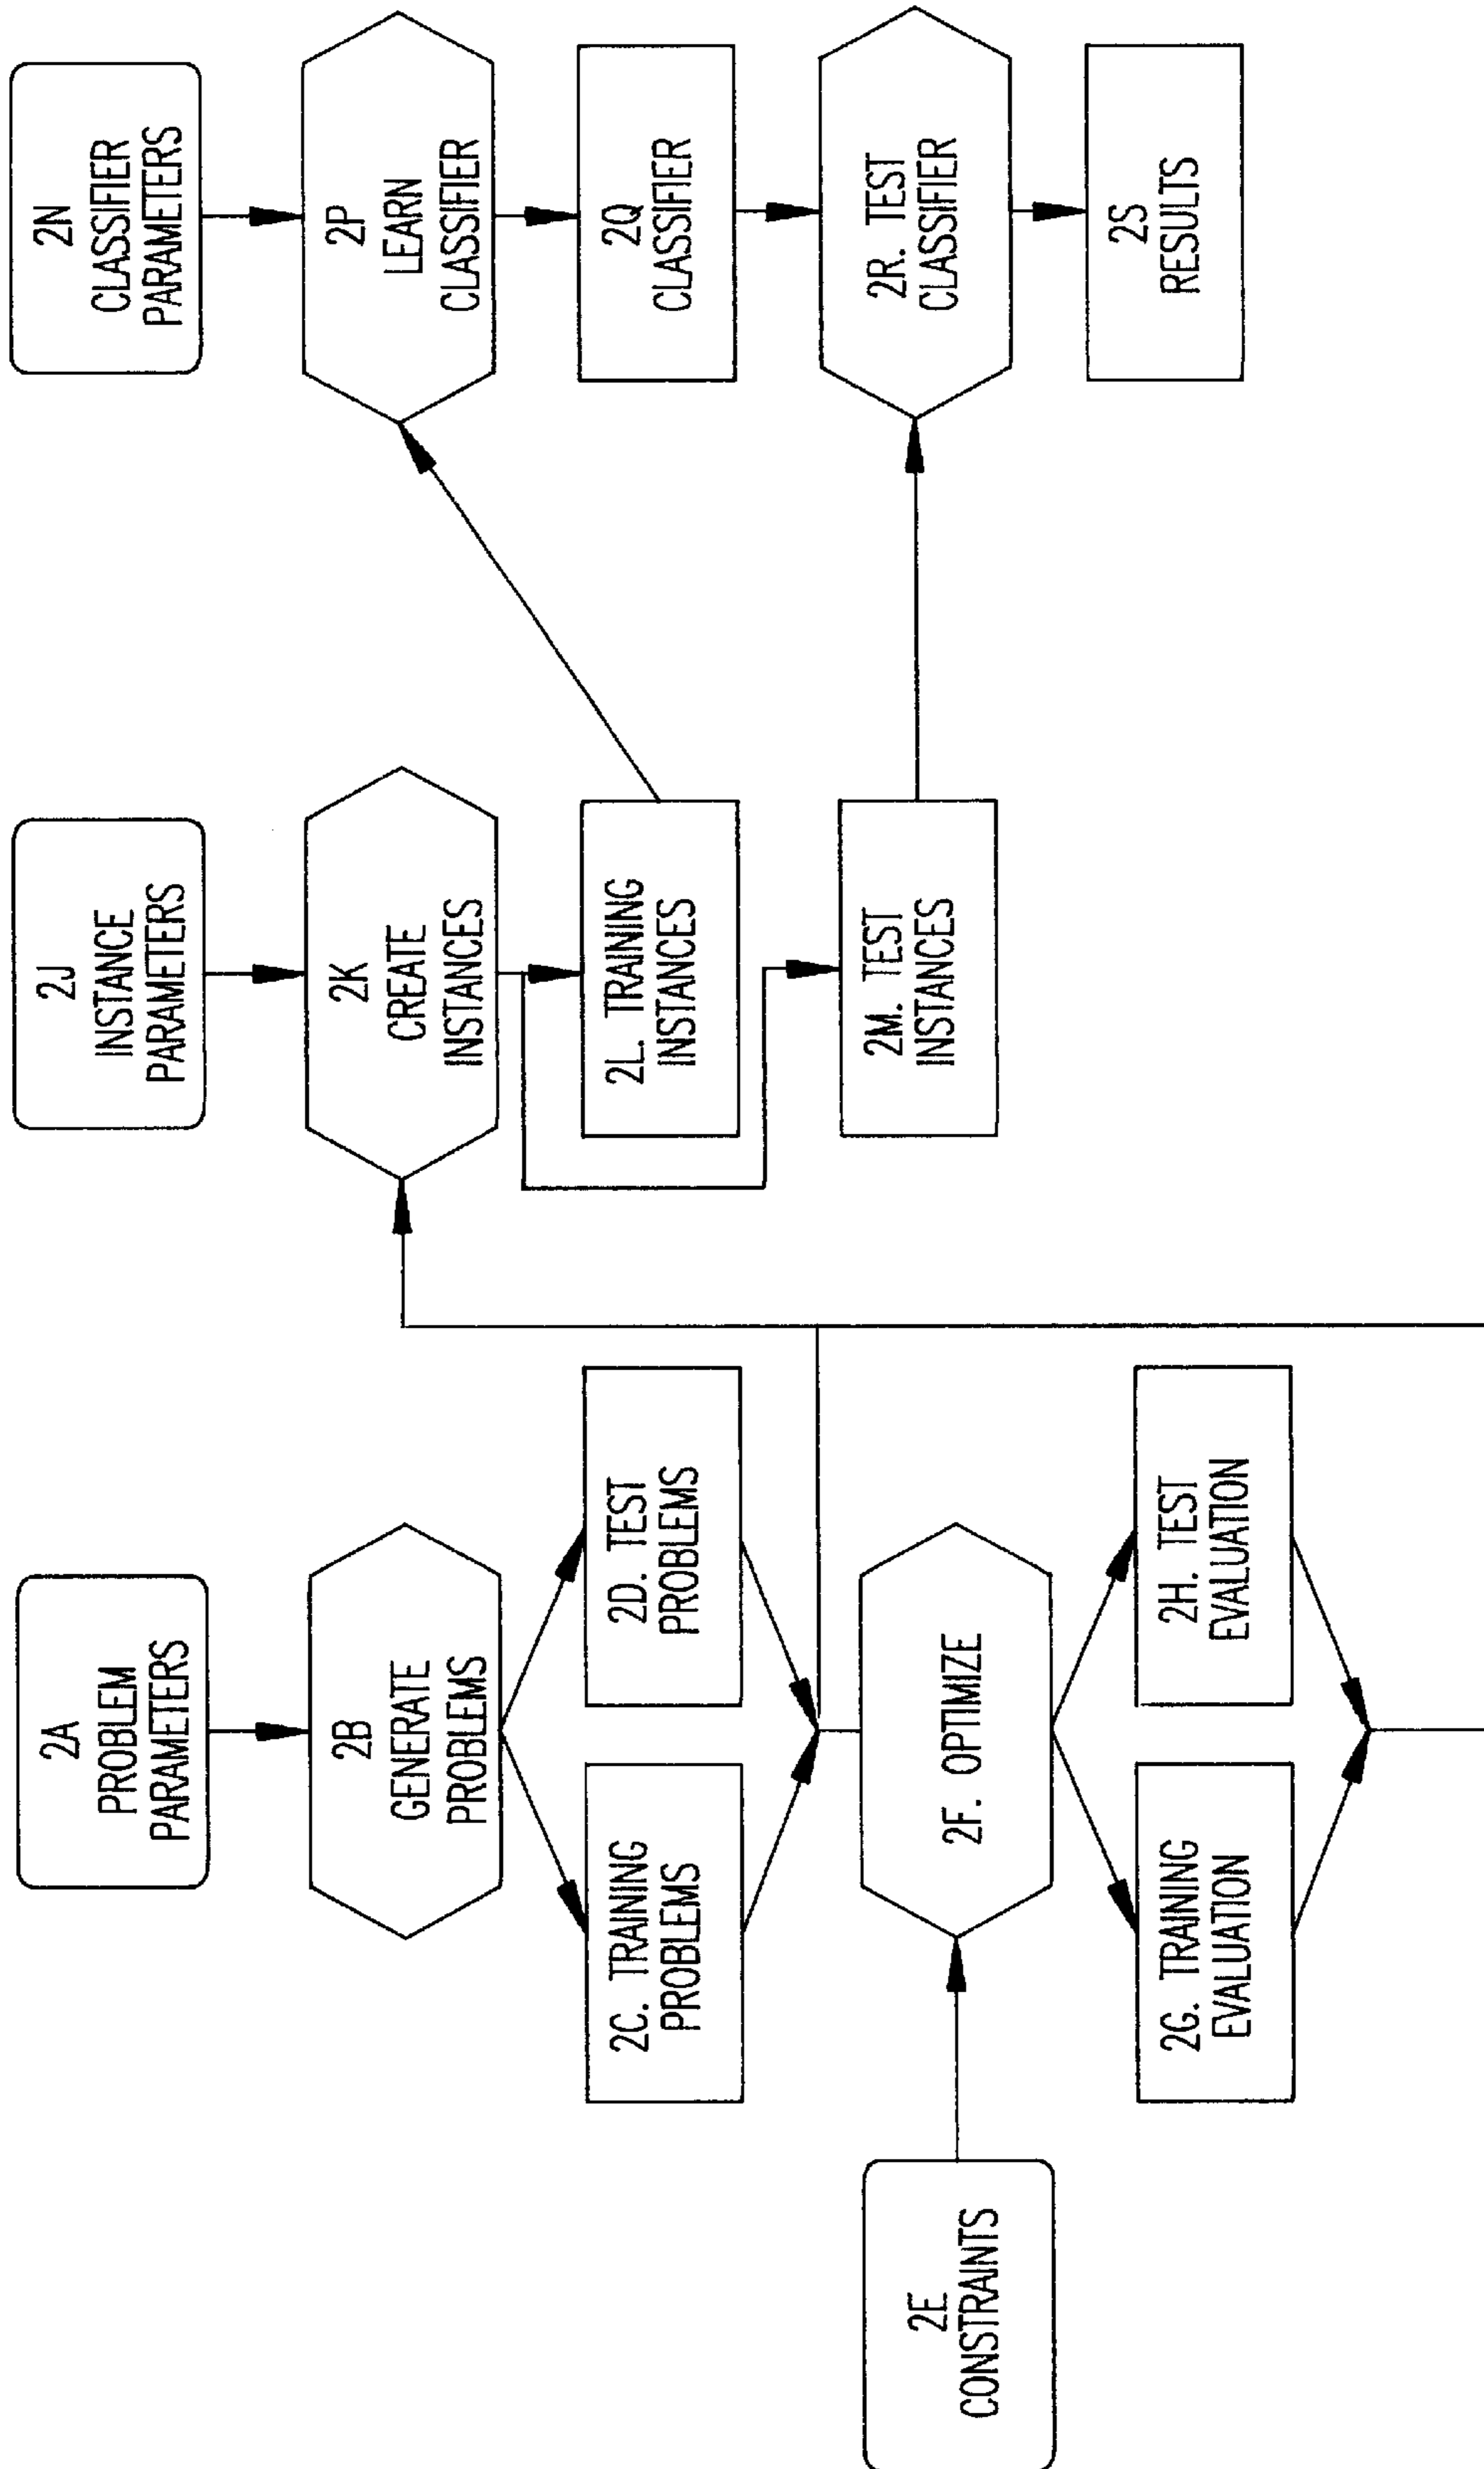 2A
PROBLEM
PARAMETERS
2B
GENERATE
PROBLEMS
2C. TRAINING
PROBLEMS
2D. TEST
PROBLEMS
2E
CONSTRAINTS
2F. OPTIMIZE
2G. TRAINING
EVALUATION
2H. TEST
EVALUATION
2J
INSTANCE
PARAMETERS
2K
CREATE
INSTANCES
2L. TRAINING
INSTANCES
2M. TEST
INSTANCES
2N
CLASSIFIER
PARAMETERS
2P
LEARN
CLASSIFIER
2Q
CLASSIFIER
2R. TEST
CLASSIFIER
2S
RESULTS